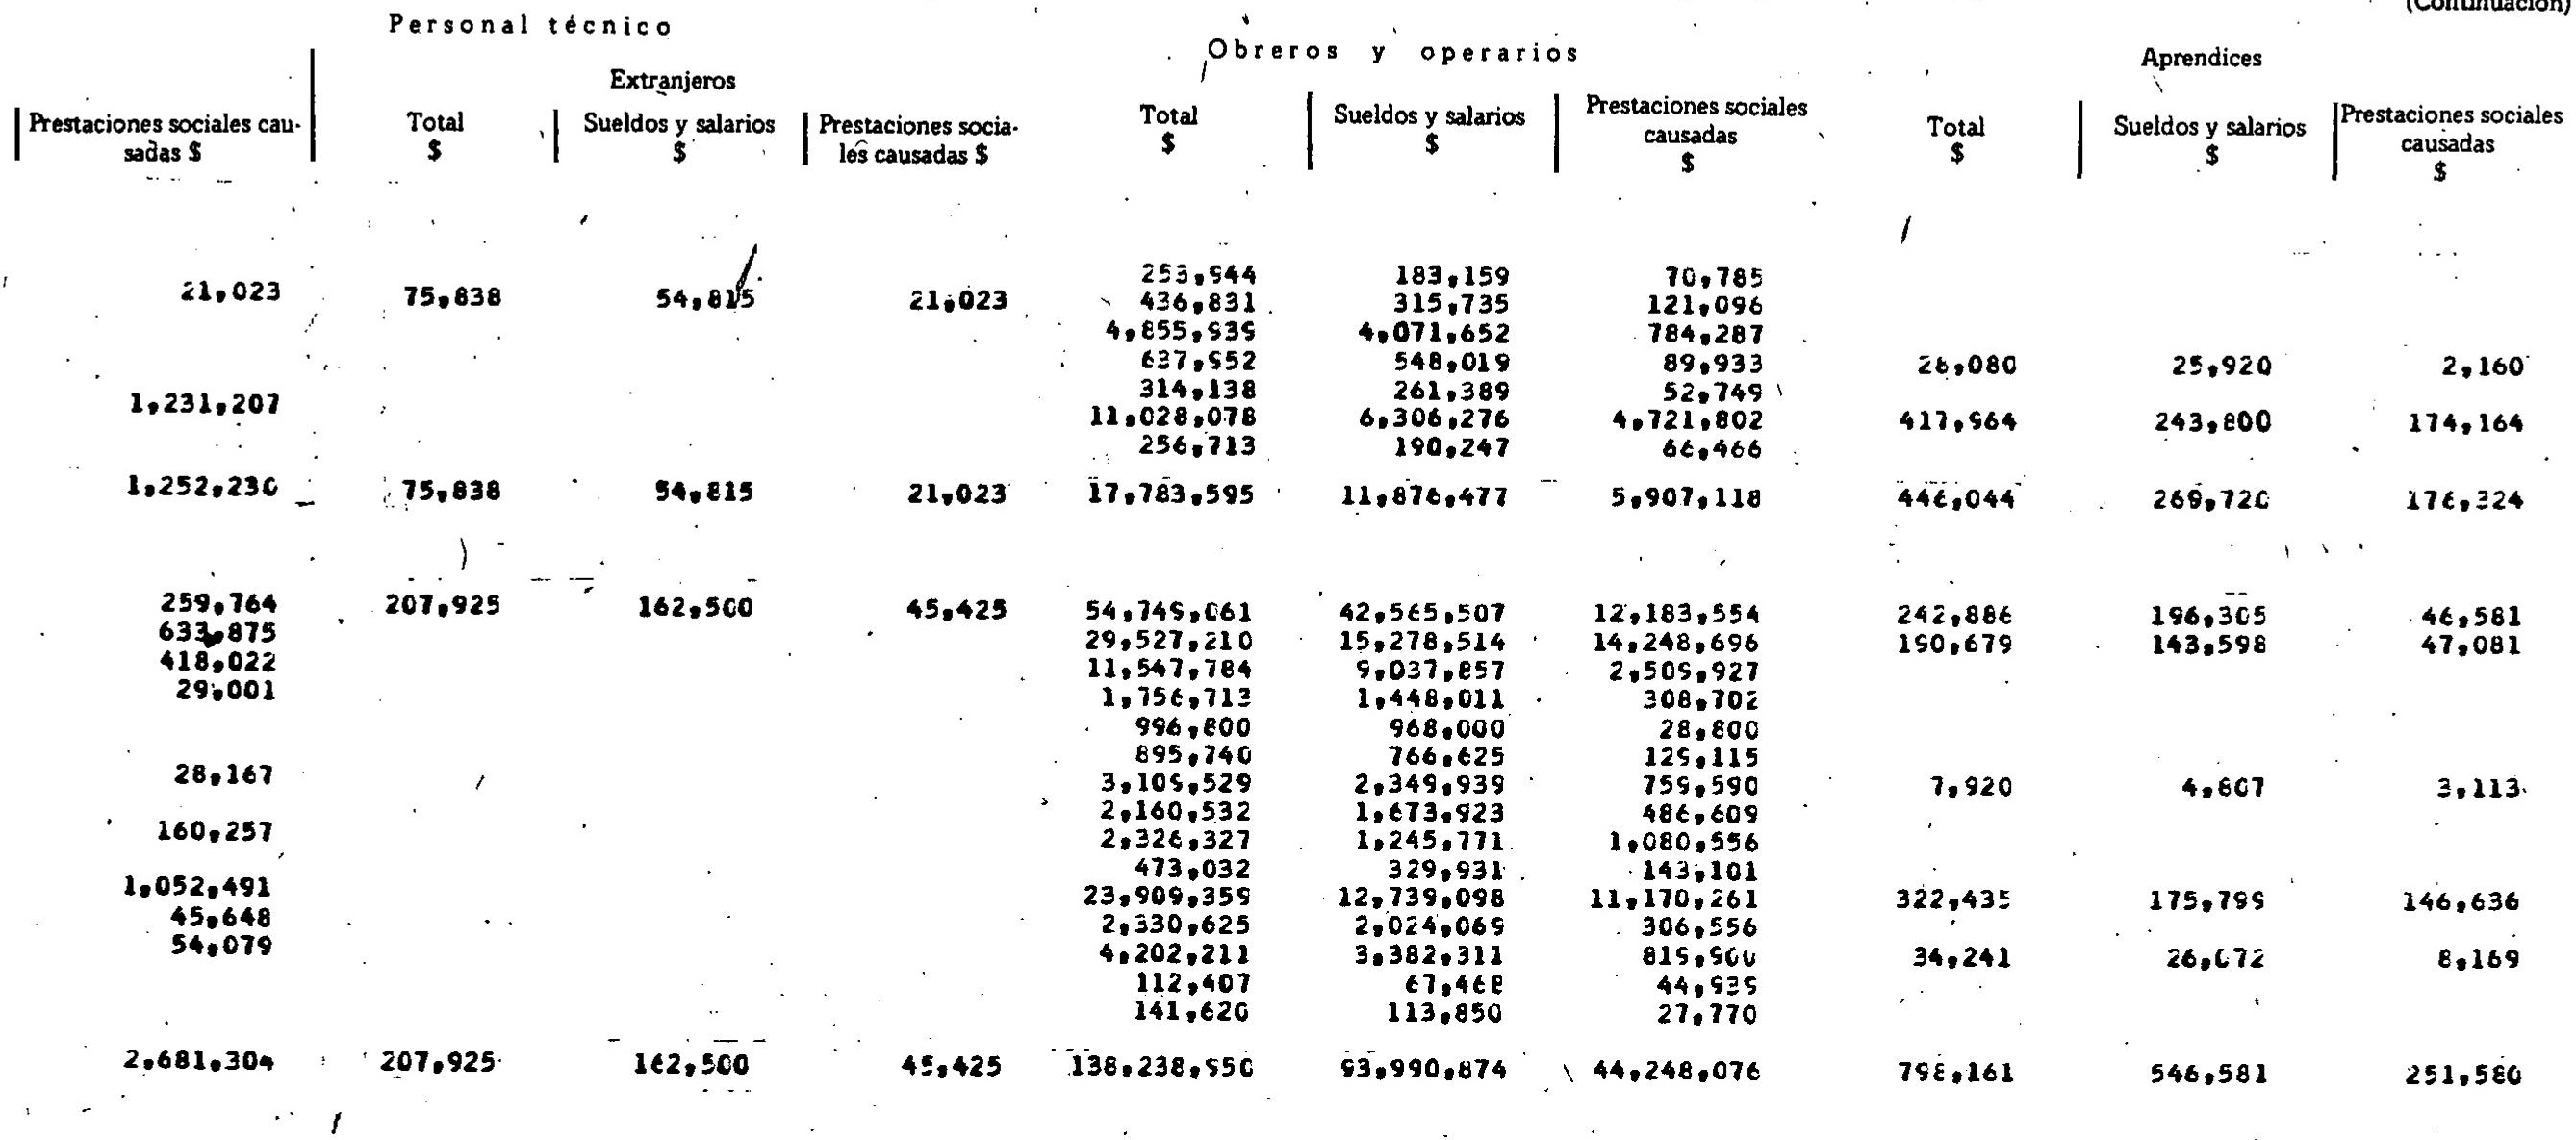 (Continuación)
Personal técnico
Obreros y operarios
Aprendices
Extranjeros
Prestaciones sociales cau-
sadas $
Total
$
Sueldos y salarios
$
Prestaciones socia-
les causadas $
Total
$
Sueldos y salarios
$
Prestaciones sociales
causadas
$
Total
$
Sueldos y salarios
$
Prestaciones sociales
causadas
$
253,944 183,159 70,785
21,023 75,838 54,815 21,023 436,831 315,735 121,096
4,855,939 4,071,652 784,287
637,952 548,019 89,933 28,080 25,920 2,160
314,138 261,389 52,749
1,231,207 11,028,078 6,306,276 4,721,802 417,964 243,800 174,164
256,713 190,247 66,466
1,252,230 75,838 54,815 21,023 17,783,595 11,876,477 5,907,118 446,044 269,720 176,324
259,764 207,925 162,500 45,425 54,749,061 42,565,507 12,183,554 242,886 196,305 46,581
633,875 29,527,210 15,278,514 14,248,696 190,679 143,598 47,081
418,022 11,547,784 9,037,857 2,509,927
29,001 1,756,713 1,448,011 308,702
996,800 968,000 28,800
895,740 766,625 129,115
28,167 3,109,529 2,349,939 759,590 7,920 4,807 3,113
2,160,532 1,673,923 486,609
160,257 2,326,327 1,245,771 1,080,556
473,032 329,931 143,101
1,052,491 23,909,359 12,739,098 11,170,261 322,435 175,799 146,636
45,648 2,330,625 2,024,069 306,556
54,079 4,202,211 3,382,311 819,900 34,241 26,072 8,169
112,407 67,468 44,939
141,620 113,850 27,770
2,681,304 207,925 162,500 45,425 138,238,950 93,990,874 44,248,076 798,161 546,581 251,580